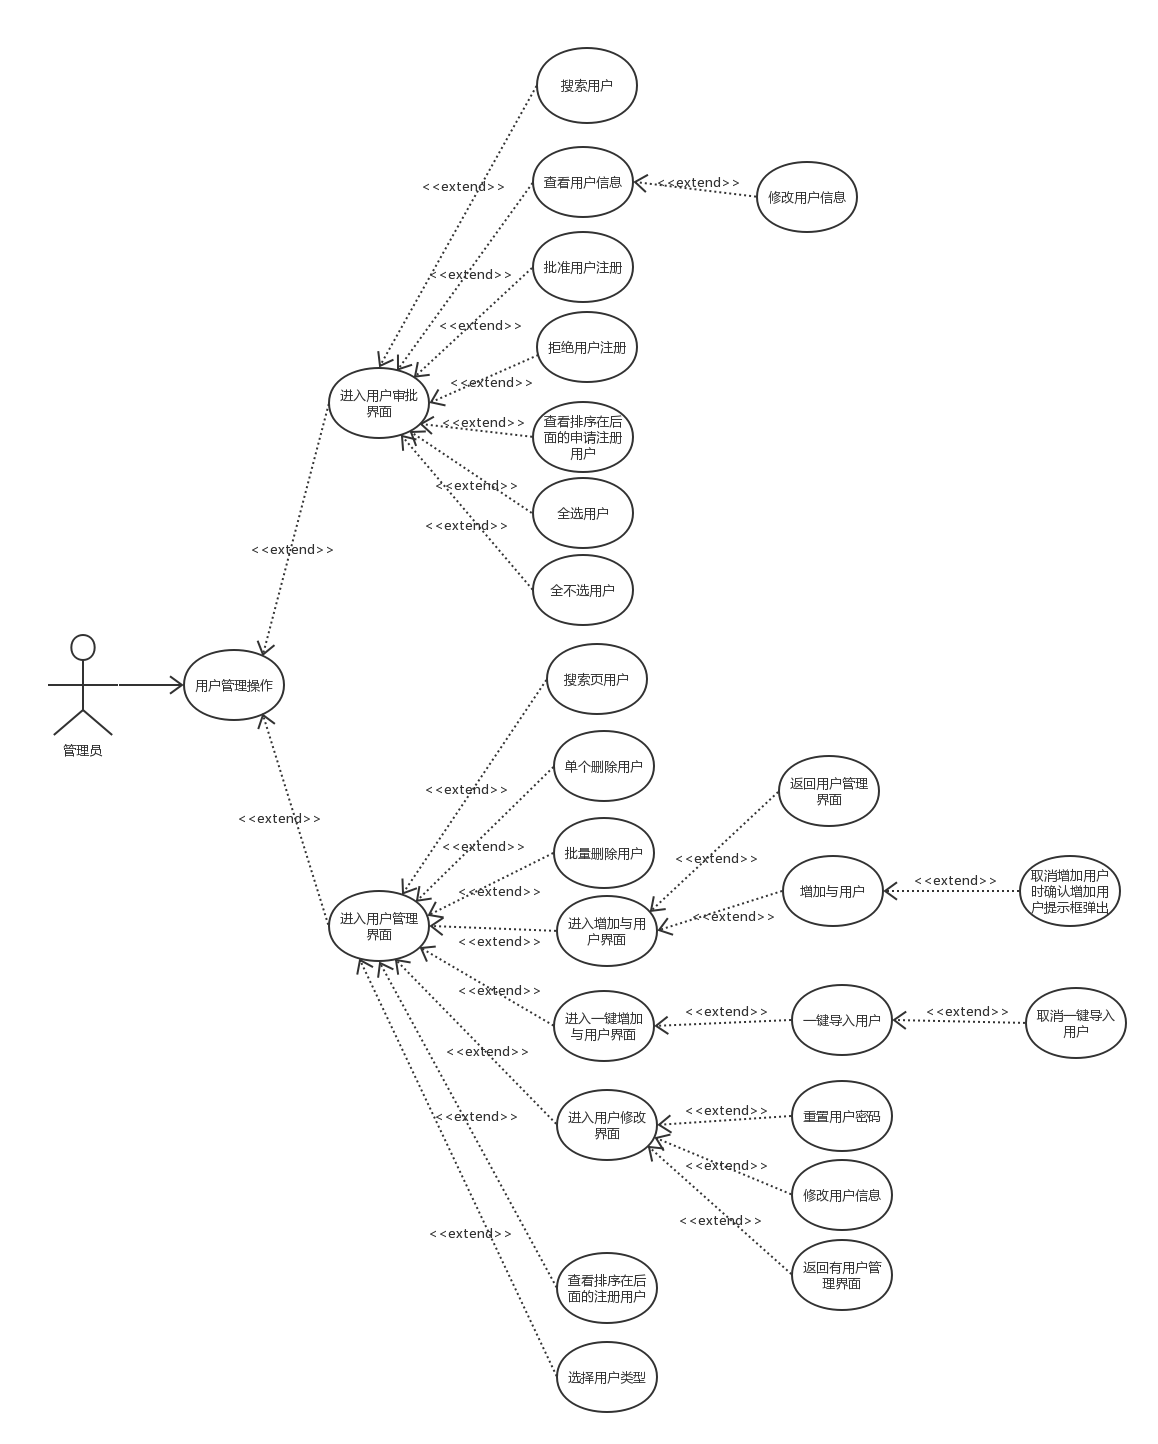 搜索用户
<<extend>>
查看用户信息
<<extend>>
修改用户信息
<<extend>>
批准用户注册
<<extend>>
拒绝用户注册
<<extend>>
进入用户审批
界面
<<extend>>
查看排序在后
面的申请注册
用户
<<extend>>
全选用户
<<extend>>
全不选用户
<<extend>>
管理员
用户管理操作
<<extend>>
搜索页用户
<<extend>>
单个删除用户
<<extend>>
批量删除用户
<<extend>>
返回用户管理
界面
<<extend>>
增加与用户
<<extend>>
取消增加用户
时确认增加用
户提示框弹出
进入用户管理
界面
<<extend>>
进入增加与用
户界面
<<extend>>
<<extend>>
进入一键增加
与用户界面
<<extend>>
一键导入用户
<<extend>>
取消一键导入
用户
<<extend>>
进入用户修改
界面
<<extend>>
重置用户密码
<<extend>>
修改用户信息
<<extend>>
返回有用户管
理界面
<<extend>>
查看排序在后
面的注册用户
<<extend>>
选择用户类型